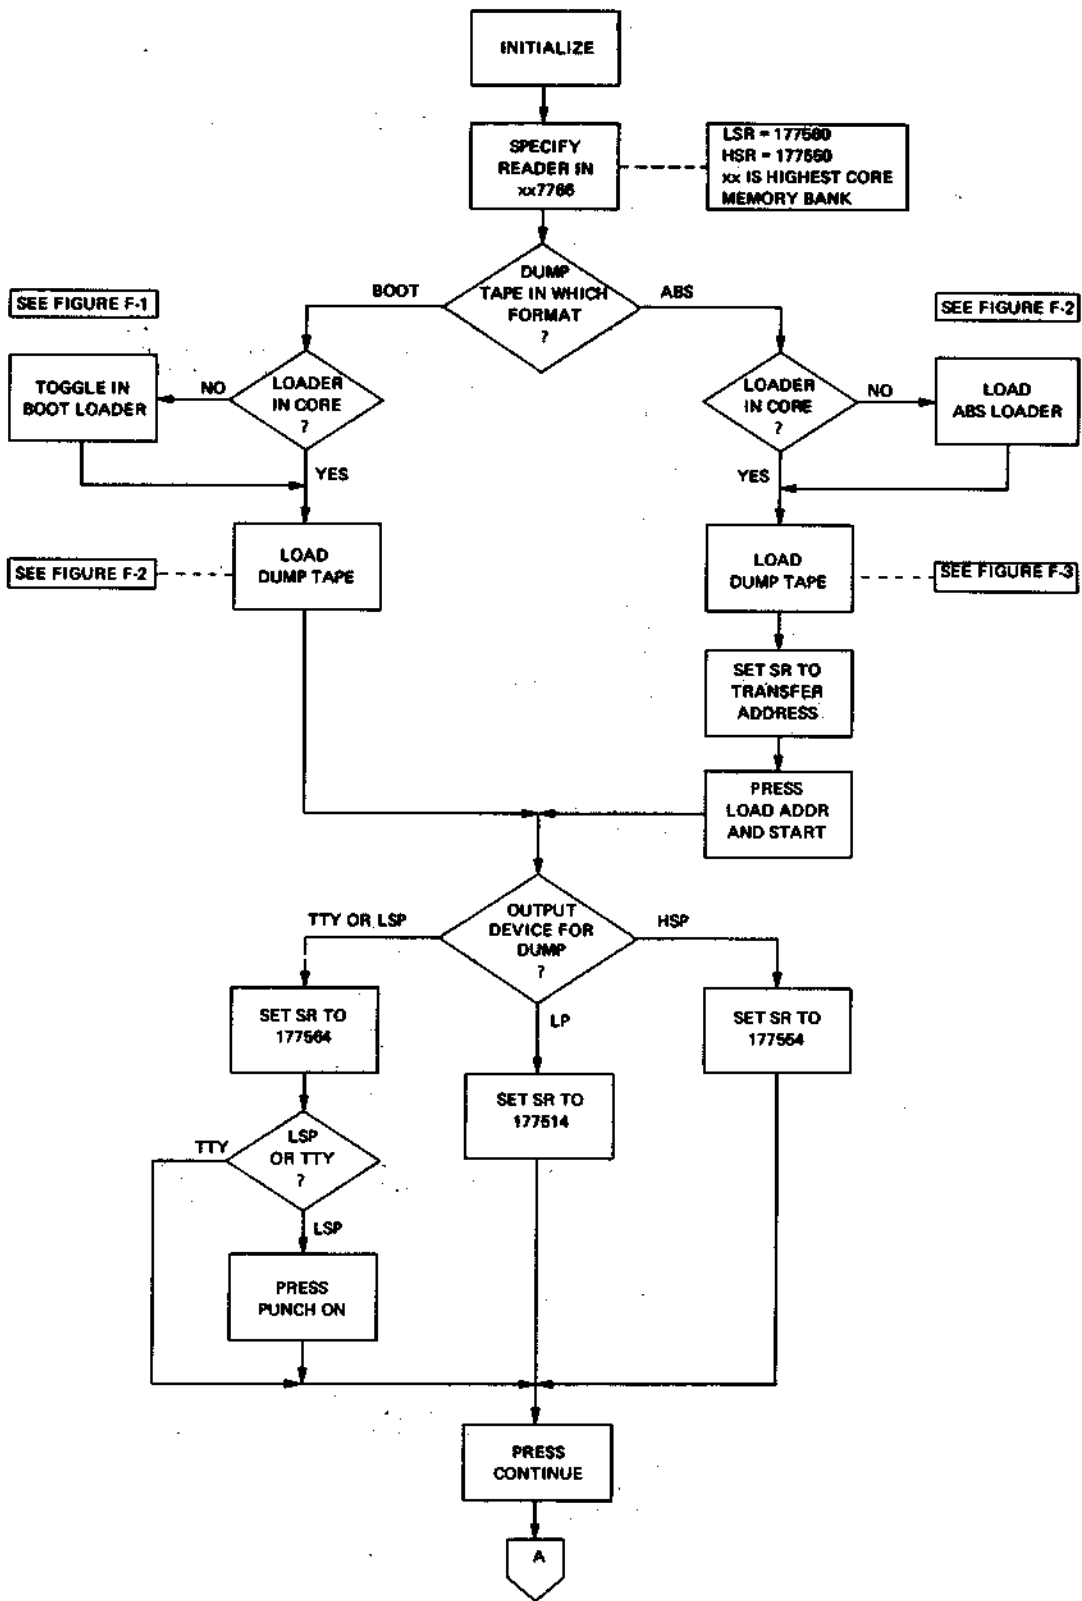 INITIALIZE
SPECIFY
READER IN
xx7766
LSR = 177560
HSR = 177550
xx IS HIGHEST CORE
MEMORY BANK
DUMP
TAPE IN WHICH
FORMAT
?
BOOT
ABS
SEE FIGURE F-1
SEE FIGURE F-2
TOGGLE IN
BOOT LOADER
NO
LOADER
IN CORE
?
LOADER
IN CORE
?
NO
LOAD
ABS LOADER
YES
YES
SEE FIGURE F-2
LOAD
DUMP TAPE
LOAD
DUMP TAPE
SEE FIGURE F-3
SET SR TO
TRANSFER
ADDRESS
PRESS
LOAD ADDR
AND START
TTY OR LSP
OUTPUT
DEVICE FOR
DUMP
?
HSP
LP
SET SR TO
177564
SET SR TO
177514
SET SR TO
177554
TTY
LSP
OR TTY
?
LSP
PRESS
PUNCH ON
PRESS
CONTINUE
A